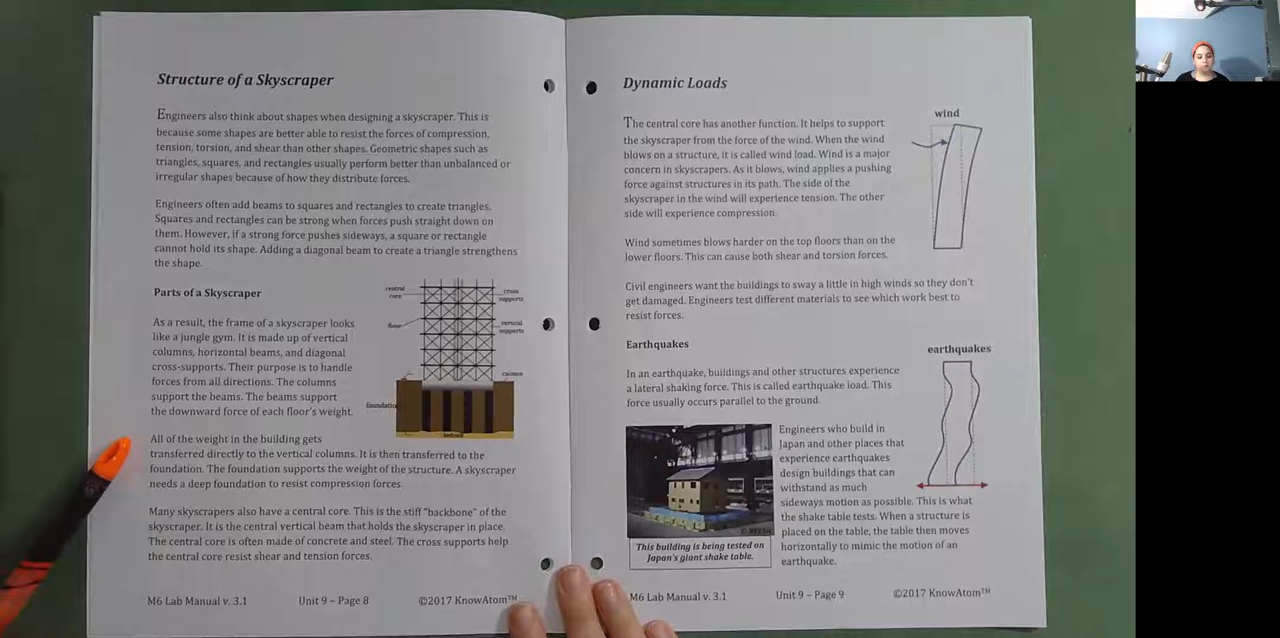 Structure of a Skyscraper
Engineers also think about shapes when designing a skyscraper. This is
because some shapes are better able to resist the forces of compression,
tension, torsion, and shear than other shapes. Geometric shapes such as
triangles, squares, and rectangles usually perform better than unbalanced or
irregular shapes because of how they distribute forces.
Engineers often add beams to squares and rectangles to create triangles.
Squares and rectangles can be strong when forces push straight down on
them. However, if a strong force pushes sideways, a square or rectangle
cannot hold its shape. Adding a diagonal beam to create a triangle strengthens
the shape.
Parts of a Skyscraper
As a result, the frame of a skyscraper looks
like a jungle gym. It is made up of vertical
columns, horizontal beams, and diagonal
cross-supports. Their purpose is to handle
forces from all directions. The columns
support the beams. The beams support
the downward force of each floor's weight.
central
core
cross
supports
floor
vertical
supports
caisson
foundation
bedrock
All of the weight in the building gets
transferred directly to the vertical columns. It is then transferred to the
foundation. The foundation supports the weight of the structure. A skyscraper
needs a deep foundation to resist compression forces.
Many skyscrapers also have a central core. This is the stiff "backbone" of the
skyscraper. It is the central vertical beam that holds the skyscraper in place.
The central core is often made of concrete and steel. The cross supports help
the central core resist shear and tension forces.
M6 Lab Manual v. 3.1 Unit 9 – Page 8 ©2017 KnowAtom™
Dynamic Loads
The central core has another function. It helps to support
the skyscraper from the force of the wind. When the wind
blows on a structure, it is called wind load. Wind is a major
concern in skyscrapers. As it blows, wind applies a pushing
force against structures in its path. The side of the
skyscraper in the wind will experience tension. The other
side will experience compression.
wind
Wind sometimes blows harder on the top floors than on the
lower floors. This can cause both shear and torsion forces.
Civil engineers want the buildings to sway a little in high winds so they don't
get damaged. Engineers test different materials to see which work best to
resist forces.
Earthquakes
In an earthquake, buildings and other structures experience
a lateral shaking force. This is called earthquake load. This
force usually occurs parallel to the ground.
earthquakes
Engineers who build in
Japan and other places that
experience earthquakes
design buildings that can
withstand as much
sideways motion as possible. This is what
the shake table tests. When a structure is
placed on the table, the table then moves
horizontally to mimic the motion of an
earthquake.
This building is being tested on
Japan's giant shake table.
M6 Lab Manual v. 3.1 Unit 9 – Page 9 ©2017 KnowAtom™